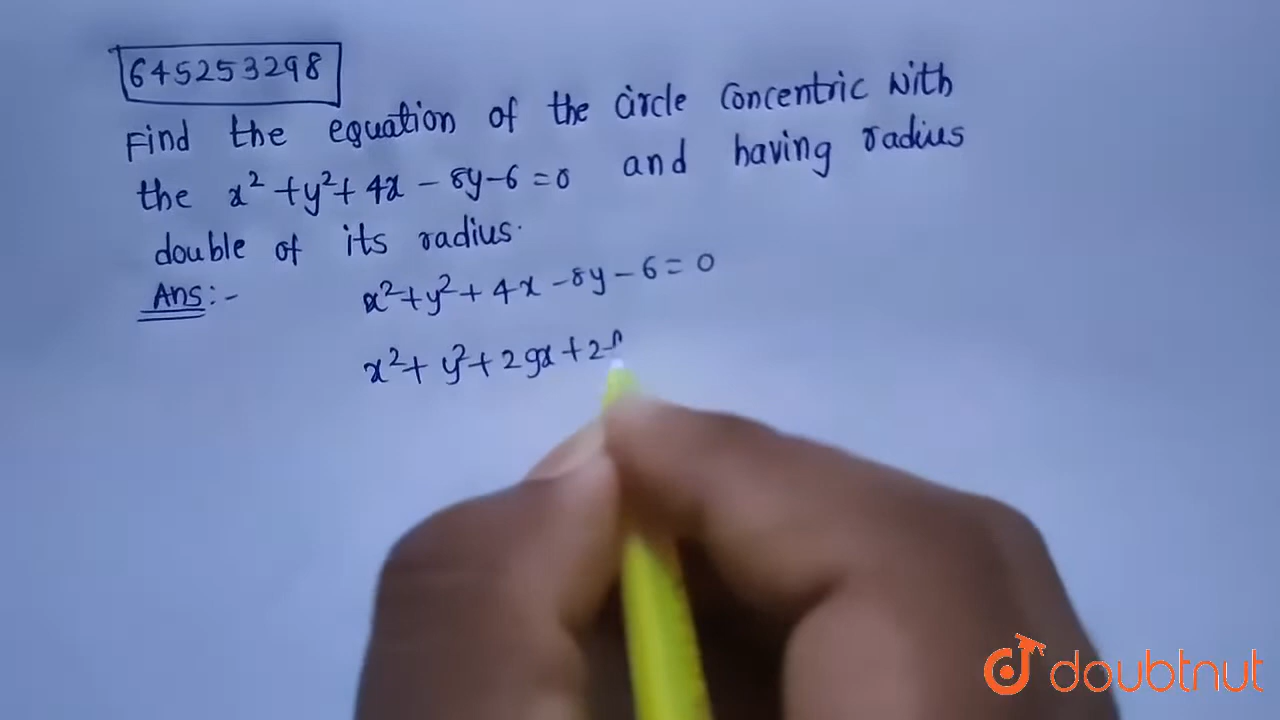 645253298
Find the equation of the circle concentric with
the x² + y² + 4x - 8y - 6 = 0 and having radius
double of its radius.
Ans:-
x² + y² + 4x - 8y - 6 = 0
x² + y² + 2gx + 2
doubtnut